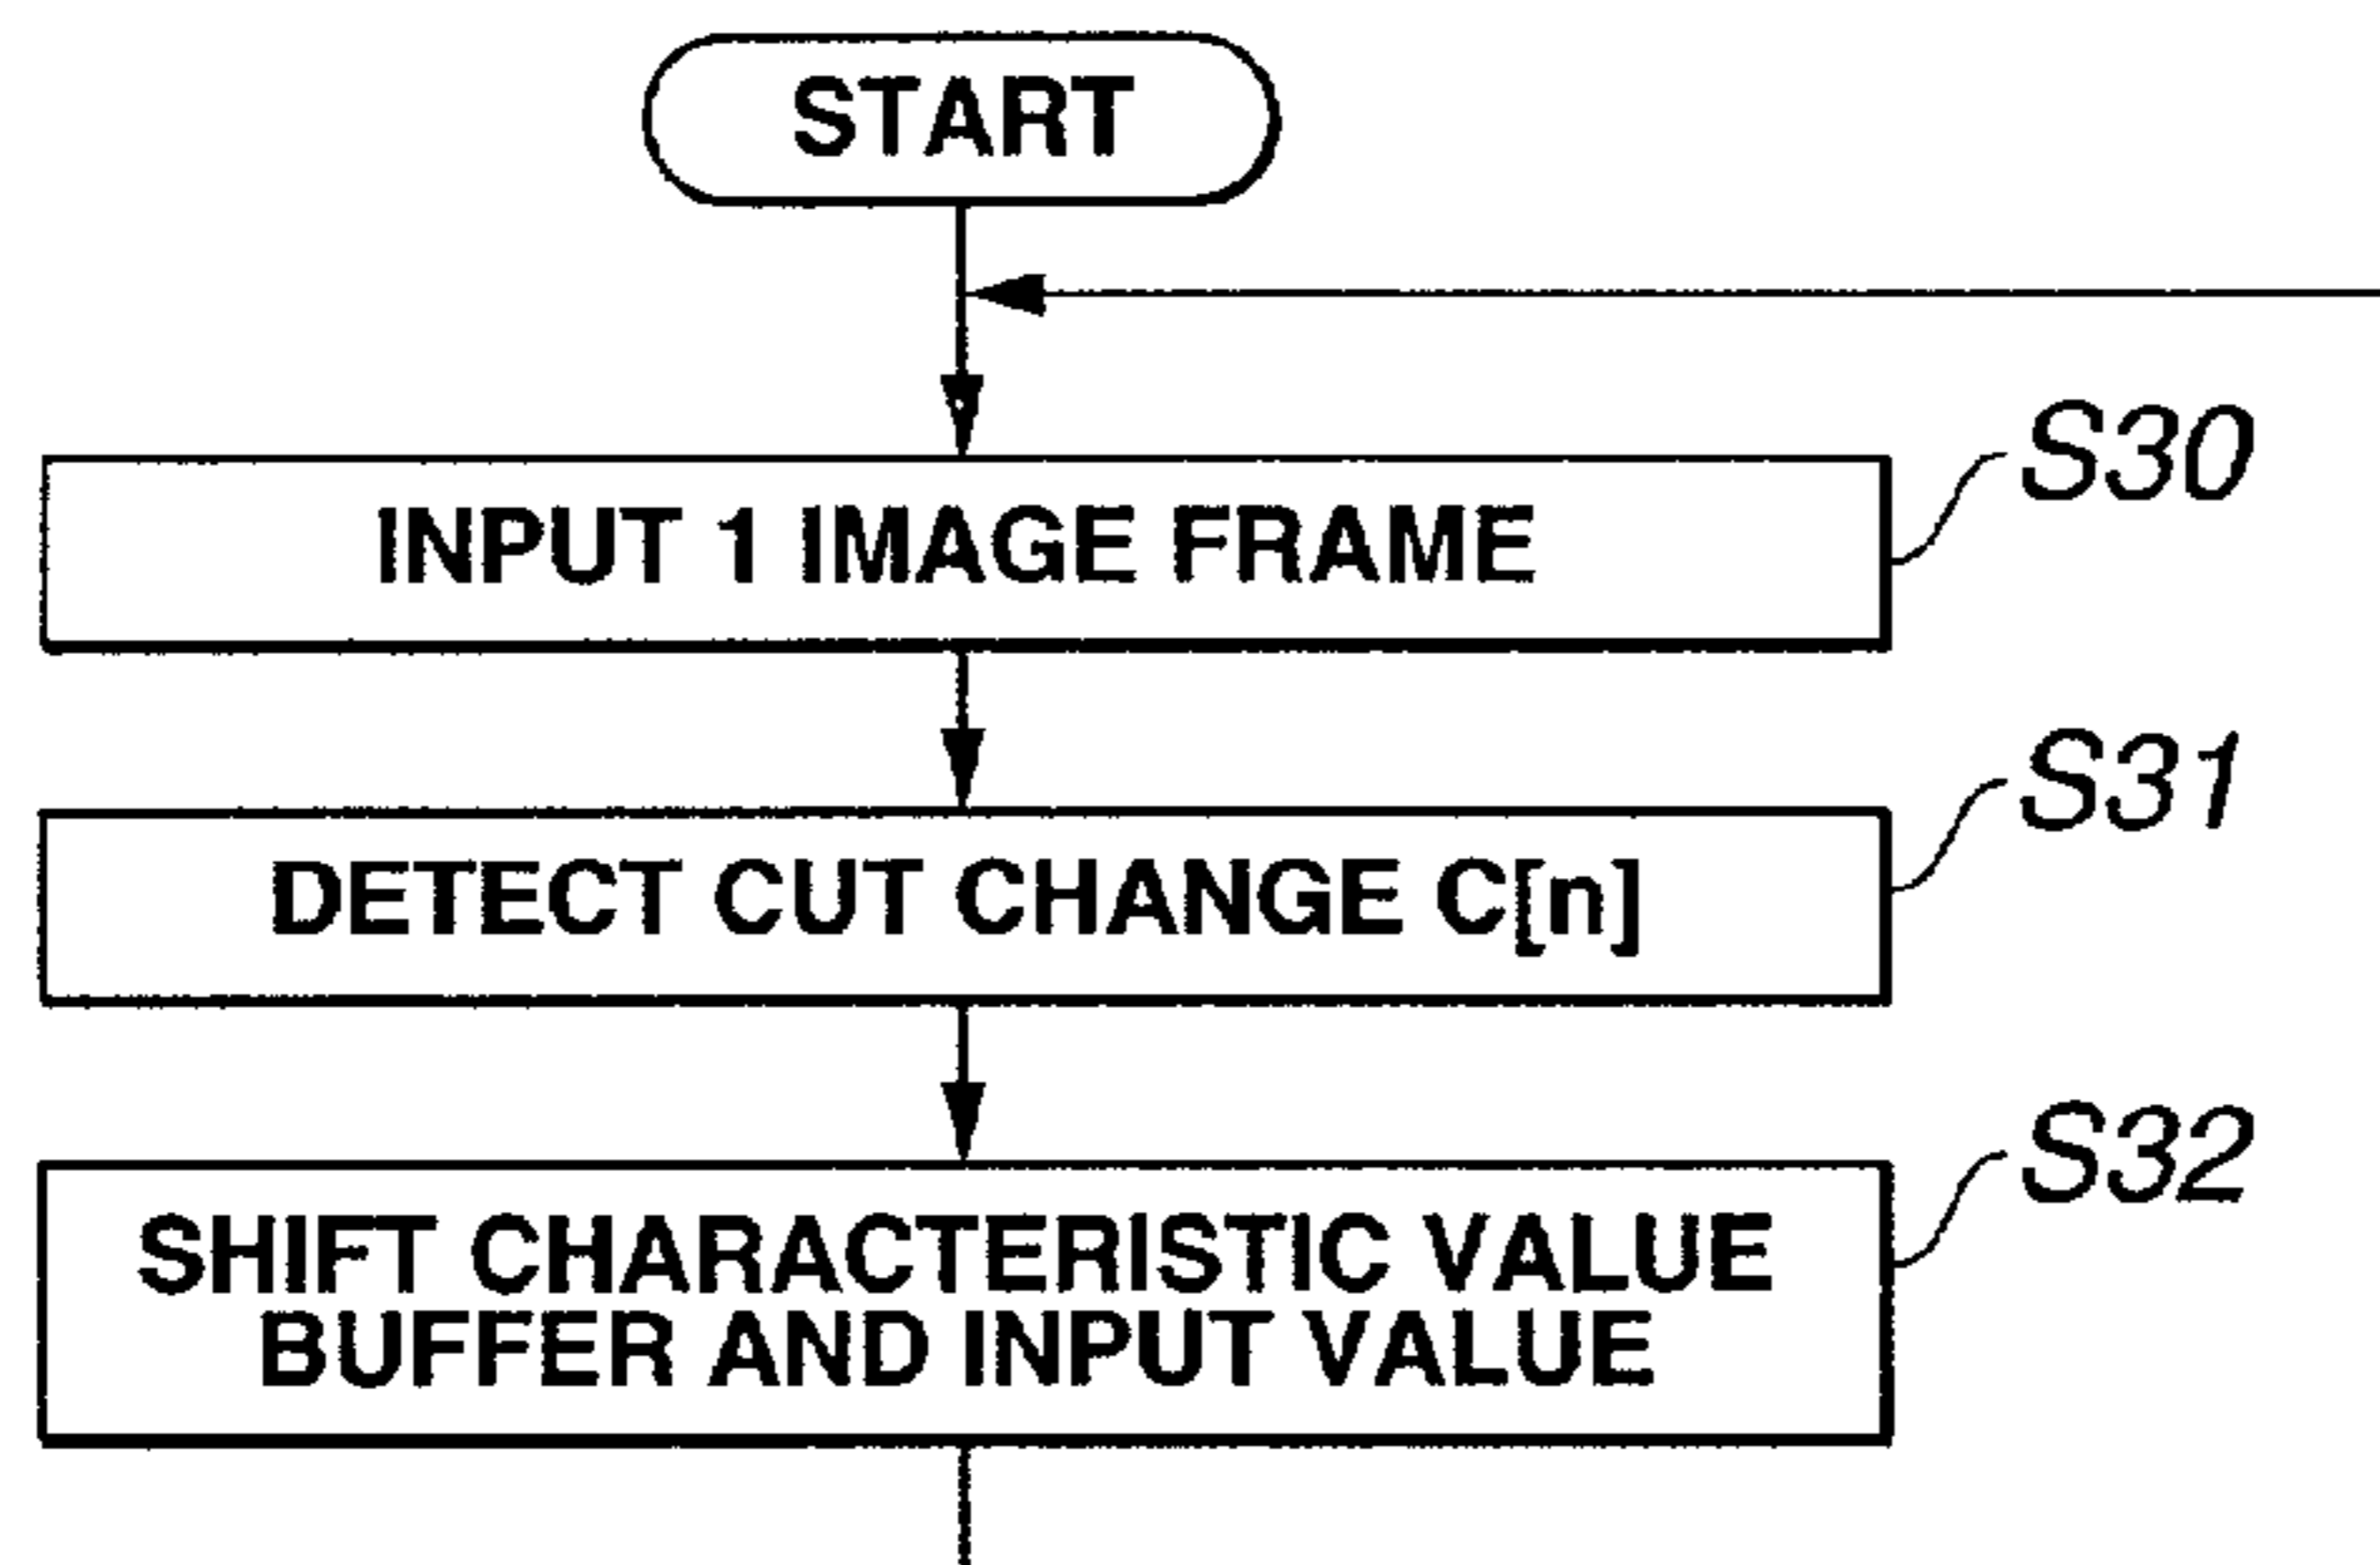 START
INPUT 1 IMAGE FRAME
S30
DETECT CUT CHANGE C[n]
S31
SHIFT CHARACTERISTIC VALUE
BUFFER AND INPUT VALUE
S32